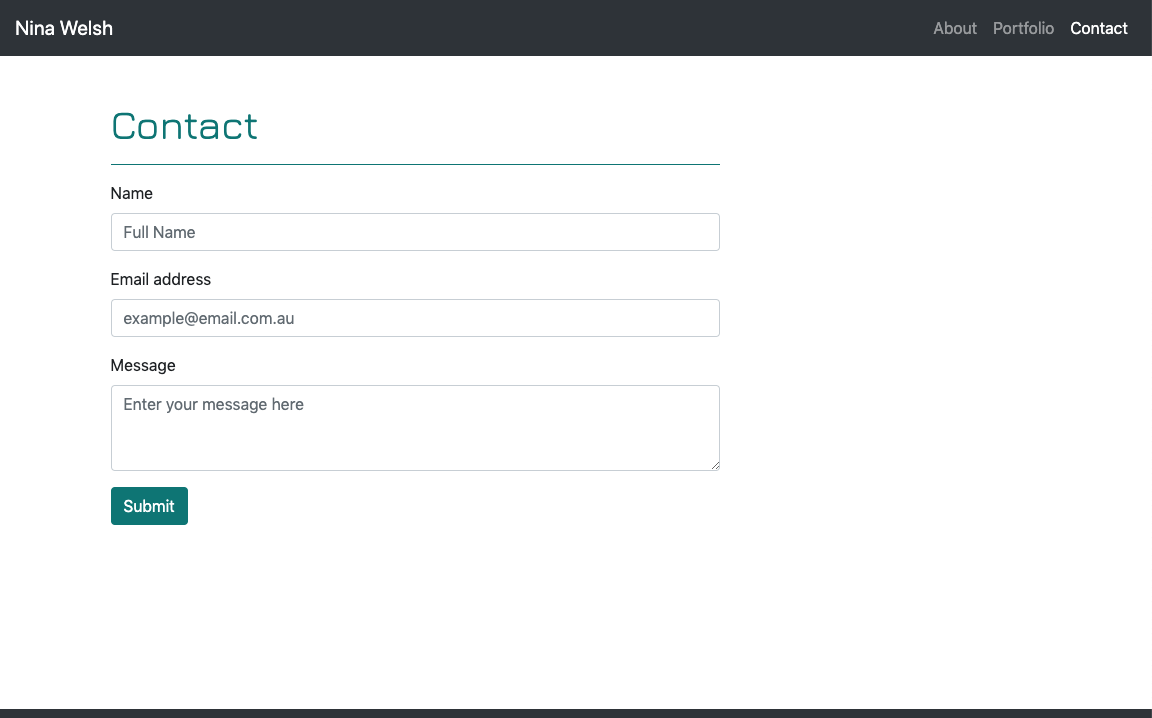 Nina Welsh
About Portfolio Contact
Contact
Name
Full Name
Email address
example@email.com.au
Message
Enter your message here
Submit